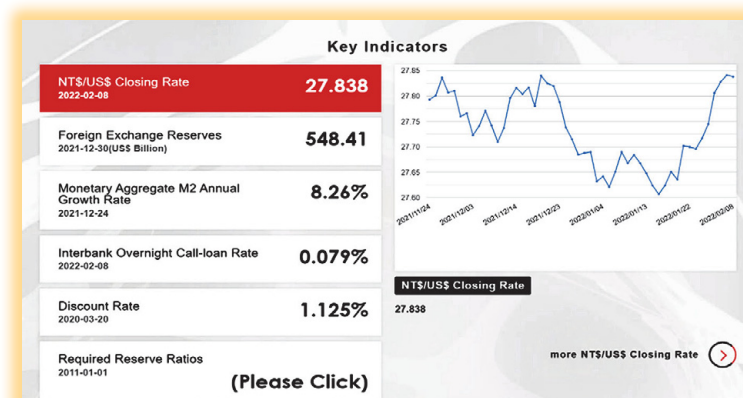 Key Indicators
NT$/US$ Closing Rate
2022-02-08
27.838
Foreign Exchange Reserves
2021-12-30(US$ Billion)
548.41
Monetary Aggregate M2 Annual
Growth Rate
2021-12-24
8.26%
Interbank Overnight Call-loan Rate
2022-02-08
0.079%
Discount Rate
2020-03-20
1.125%
Required Reserve Ratios
2011-01-01
(Please Click)
27.85
27.80
27.75
27.70
27.65
27.60
2021/11/24
2021/12/03
2021/12/14
2021/12/23
2022/01/04
2022/01/13
2022/01/22
2022/02/08
NT$/US$ Closing Rate
27.838
more NT$/US$ Closing Rate